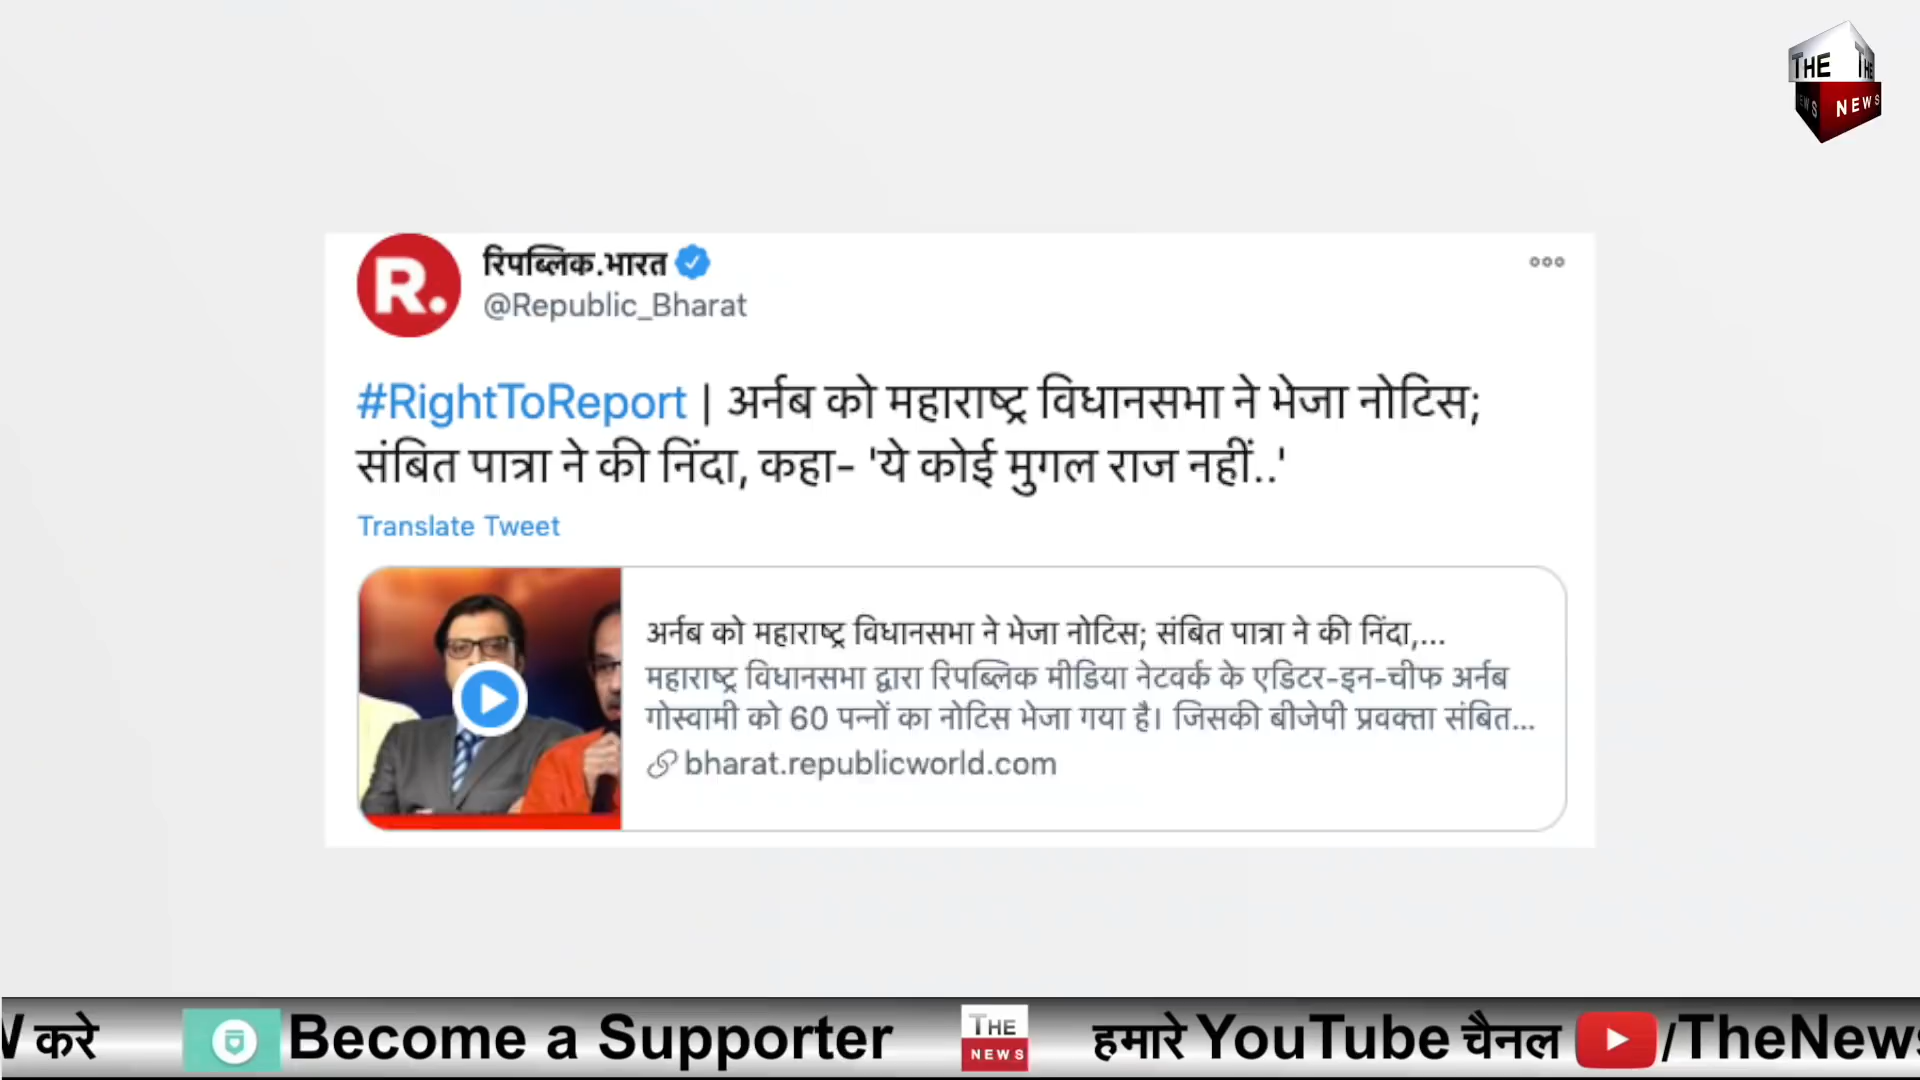 THE THE
NEWS
R.
रिपब्लिक.भारत
@Republic_Bharat
#RightToReport | अर्नब को महाराष्ट्र विधानसभा ने भेजा नोटिस;
संबित पात्रा ने की निंदा, कहा- 'ये कोई मुगल राज नहीं..'
Translate Tweet
अर्नब को महाराष्ट्र विधानसभा ने भेजा नोटिस; संबित पात्रा ने की निंदा,...
महाराष्ट्र विधानसभा द्वारा रिपब्लिक मीडिया नेटवर्क के एडिटर-इन-चीफ अर्नब
गोस्वामी को 60 पन्नों का नोटिस भेजा गया है। जिसकी बीजेपी प्रवक्ता संबित...
bharat.republicworld.com
करे Become a Supporter THE NEWS हमारे YouTube चैनल /TheNews